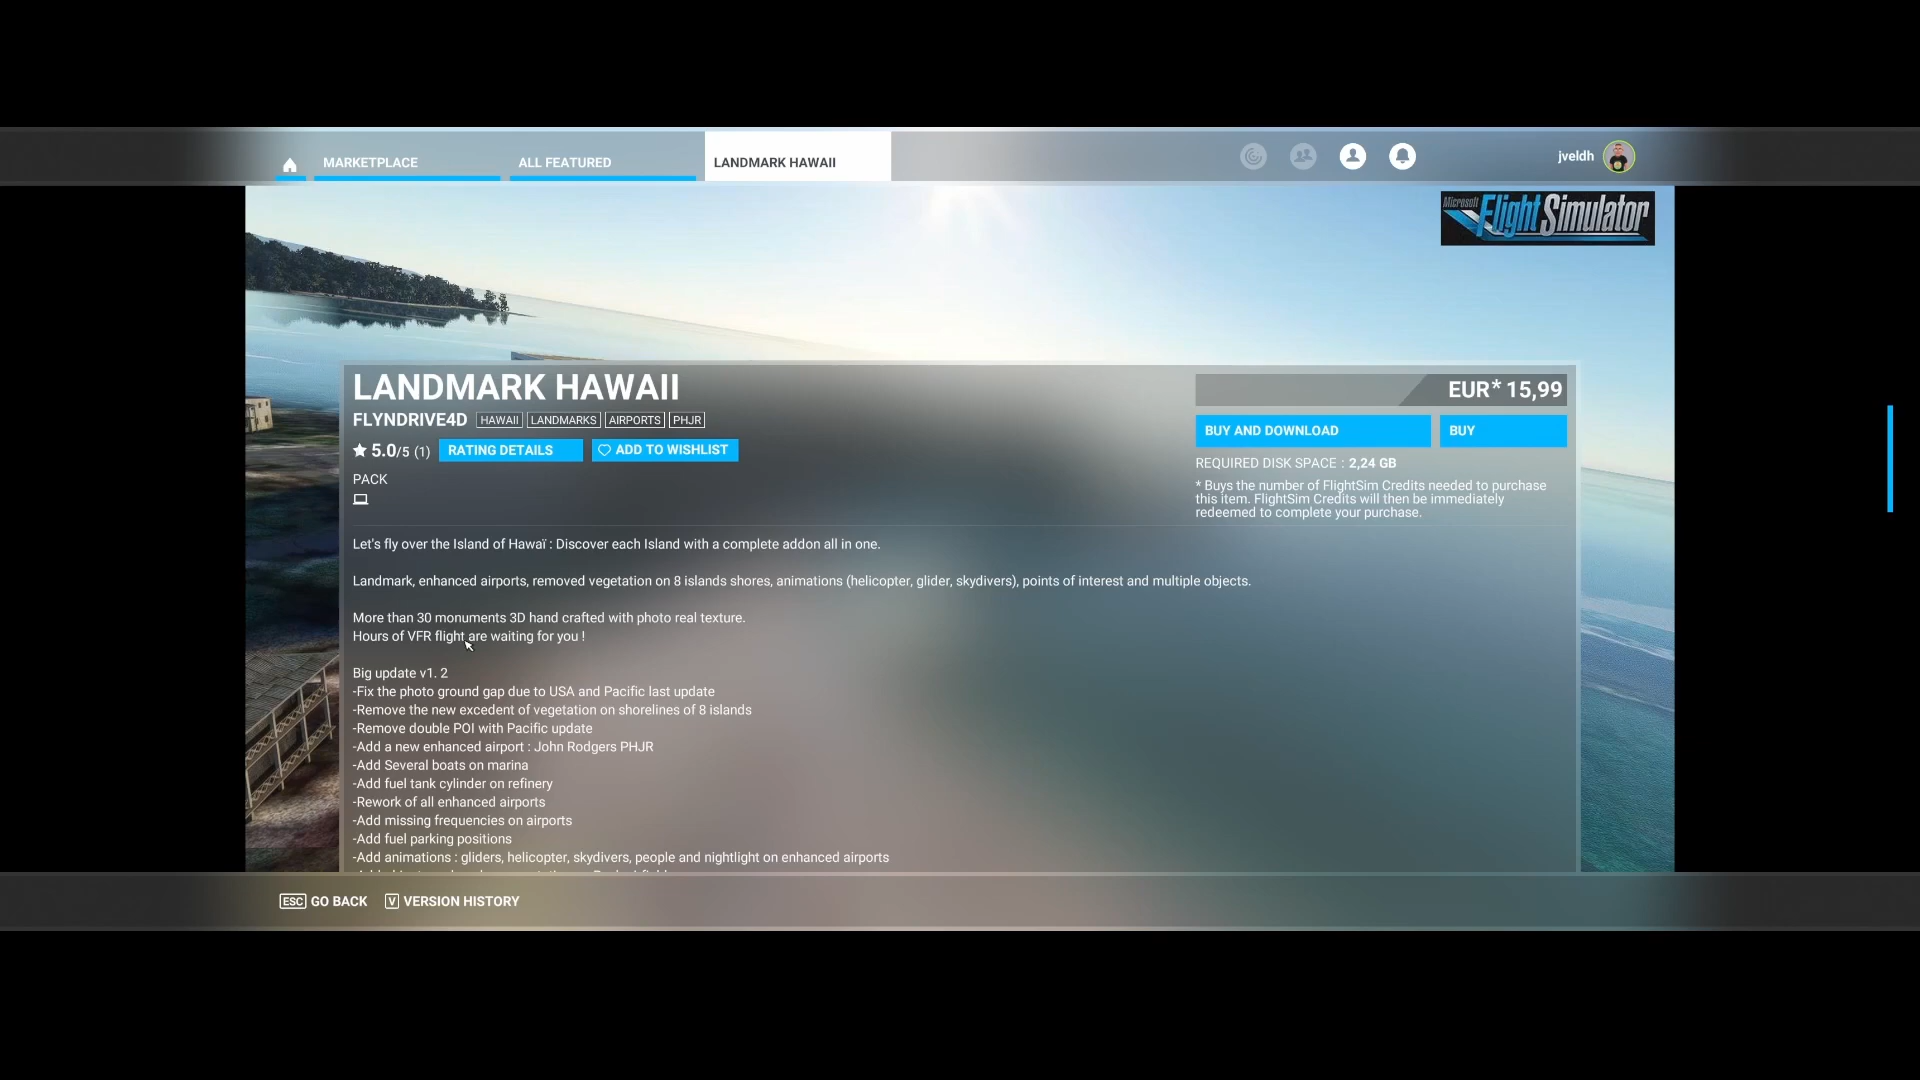 MARKETPLACE
ALL FEATURED
LANDMARK HAWAII
jveldh
Microsoft
Flight Simulator
LANDMARK HAWAII
FLYNDRIVE4D HAWAII LANDMARKS AIRPORTS PHJR
5.0/5 (1) RATING DETAILS ADD TO WISHLIST
PACK
EUR* 15,99
BUY AND DOWNLOAD BUY
REQUIRED DISK SPACE : 2,24 GB
* Buys the number of FlightSim Credits needed to purchase
this item. FlightSim Credits will then be immediately
redeemed to complete your purchase.
Let's fly over the Island of Hawaï : Discover each Island with a complete addon all in one.
Landmark, enhanced airports, removed vegetation on 8 islands shores, animations (helicopter, glider, skydivers), points of interest and multiple objects.
More than 30 monuments 3D hand crafted with photo real texture.
Hours of VFR flight are waiting for you !
Big update v1. 2
-Fix the photo ground gap due to USA and Pacific last update
-Remove the new excedent of vegetation on shorelines of 8 islands
-Remove double POI with Pacific update
-Add a new enhanced airport : John Rodgers PHJR
-Add Several boats on marina
-Add fuel tank cylinder on refinery
-Rework of all enhanced airports
-Add missing frequencies on airports
-Add fuel parking positions
-Add animations : gliders, helicopter, skydivers, people and nightlight on enhanced airports
ESC GO BACK V VERSION HISTORY